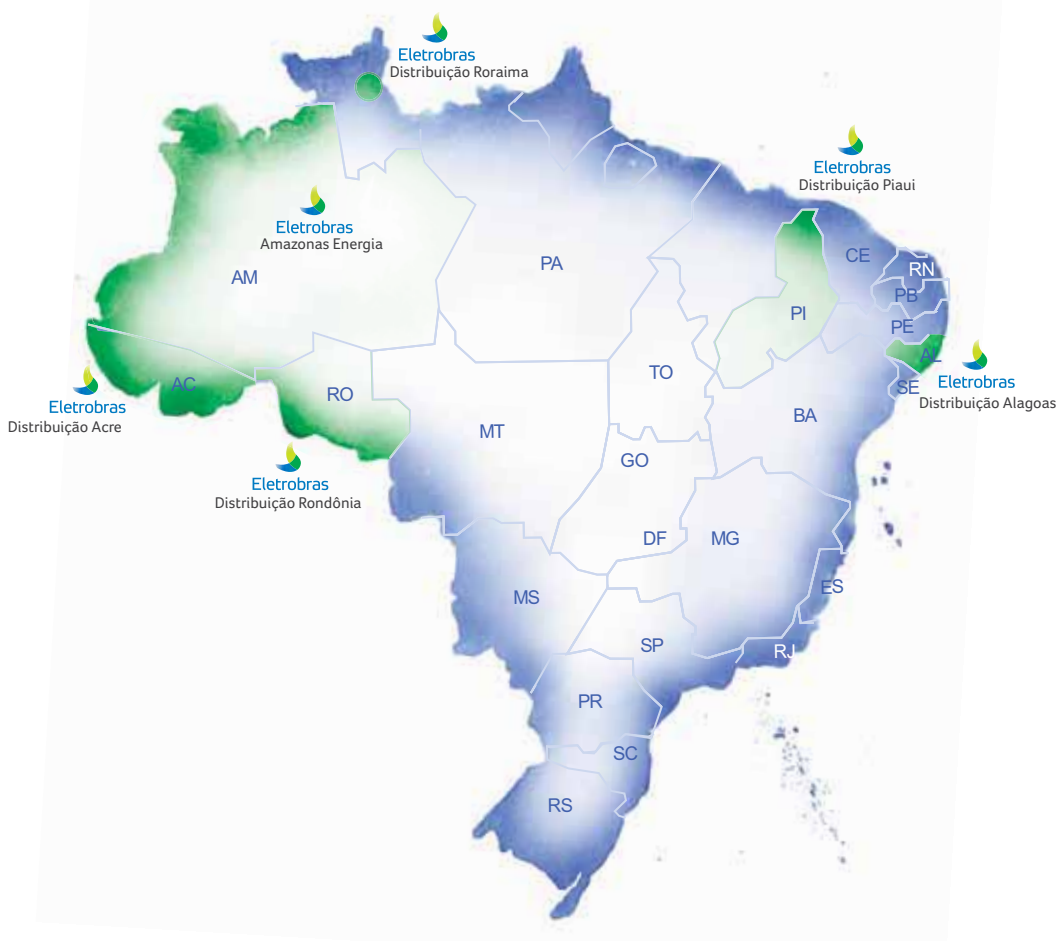 Eletrobras
Distribuição Roraima
Eletrobras
Distribuição Piaui
Eletrobras
Amazonas Energia
AM
PA
CE
RN
PB
PI
PE
AL
Eletrobras
Distribuição Alagoas
SE
TO
AC
RO
Eletrobras
Distribuição Acre
BA
MT
GO
Eletrobras
Distribuição Rondônia
DF
MG
ES
MS
SP
RJ
PR
SC
RS